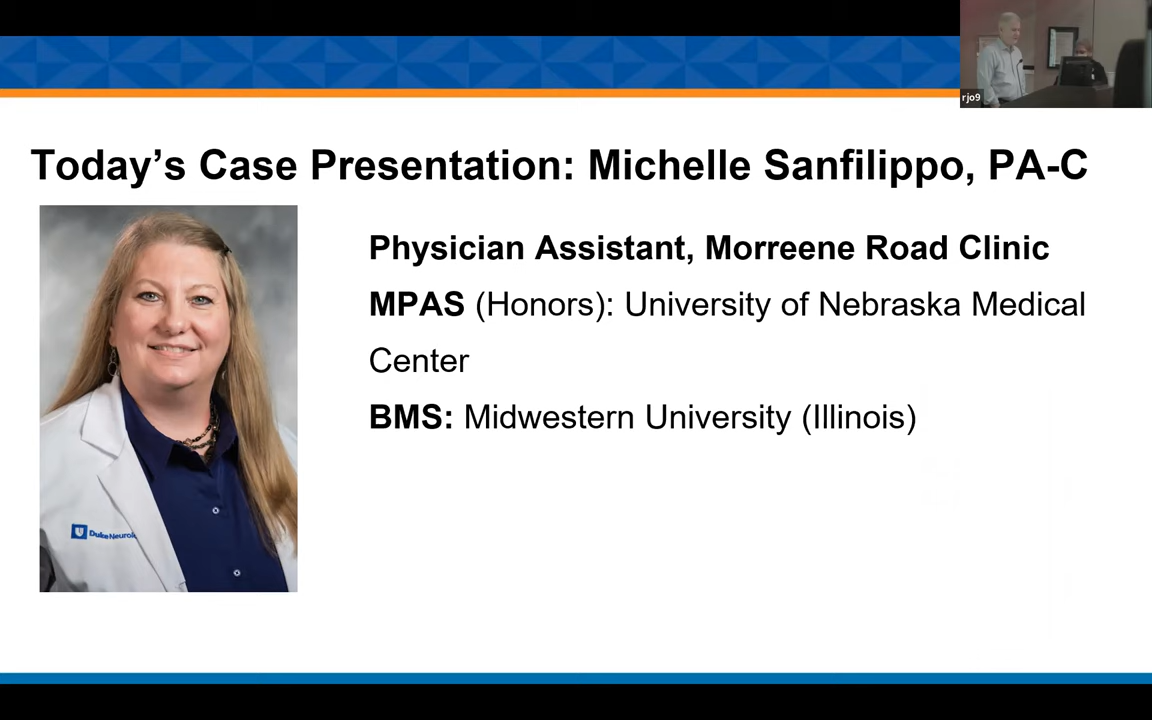 rjo9
Today's Case Presentation: Michelle Sanfilippo, PA-C
Physician Assistant, Morreene Road Clinic
MPAS (Honors): University of Nebraska Medical
Center
BMS: Midwestern University (Illinois)